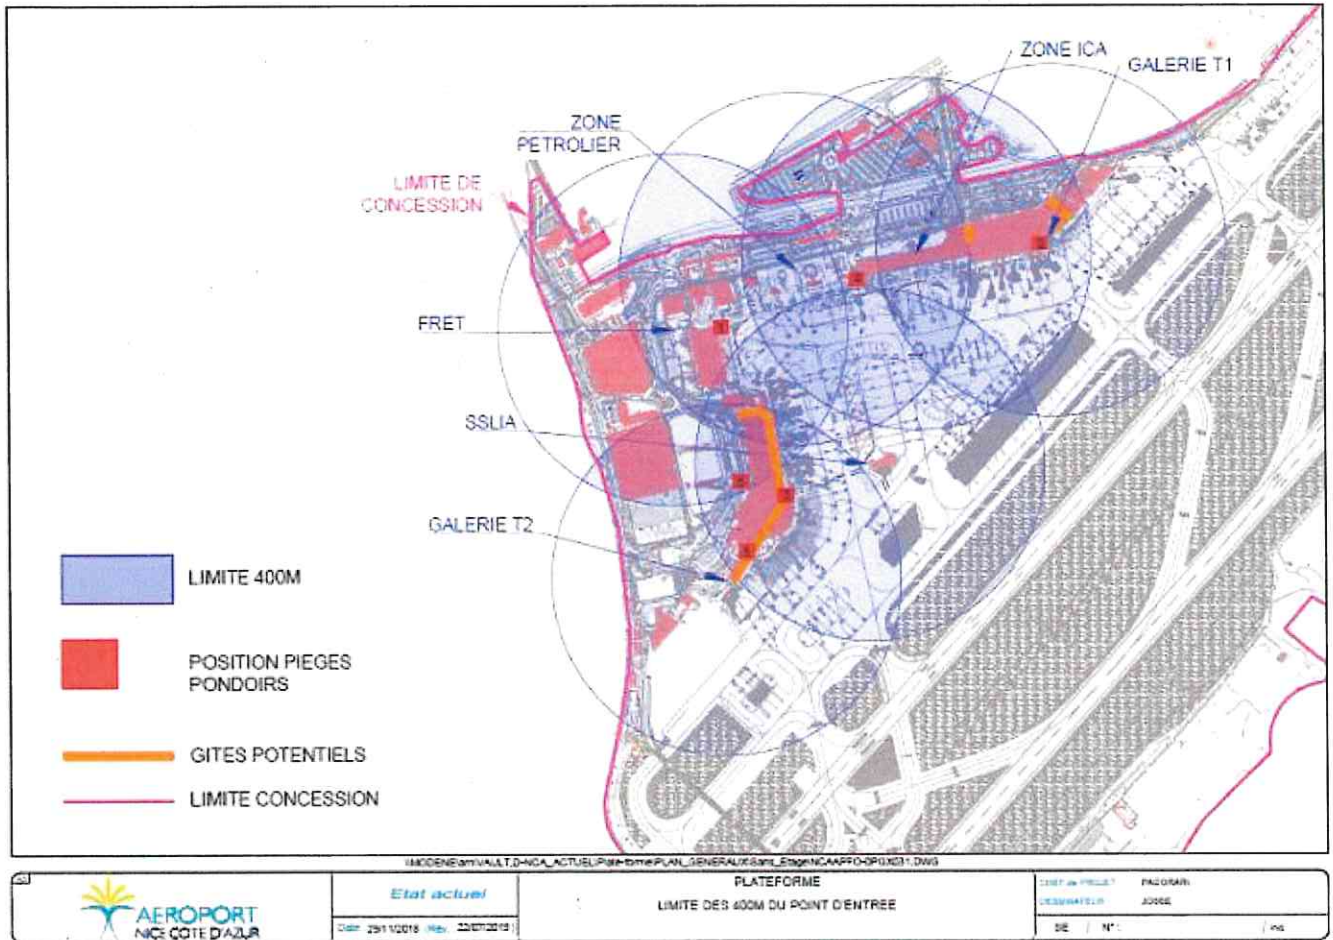 ZONE ICA
GALERIE T1
ZONE
PETROLIER
LIMITE DE
CONCESSION
FRET
SSLIA
GALERIE T2
LIMITE 400M
POSITION PIEGES
PONDOIRS
GITES POTENTIELS
LIMITE CONCESSION
AEROPORT
NICE COTE D'AZUR
Etat actuel
Date
PLATEFORME
LIMITE DES 400M DU POINT D'ENTREE
N° :